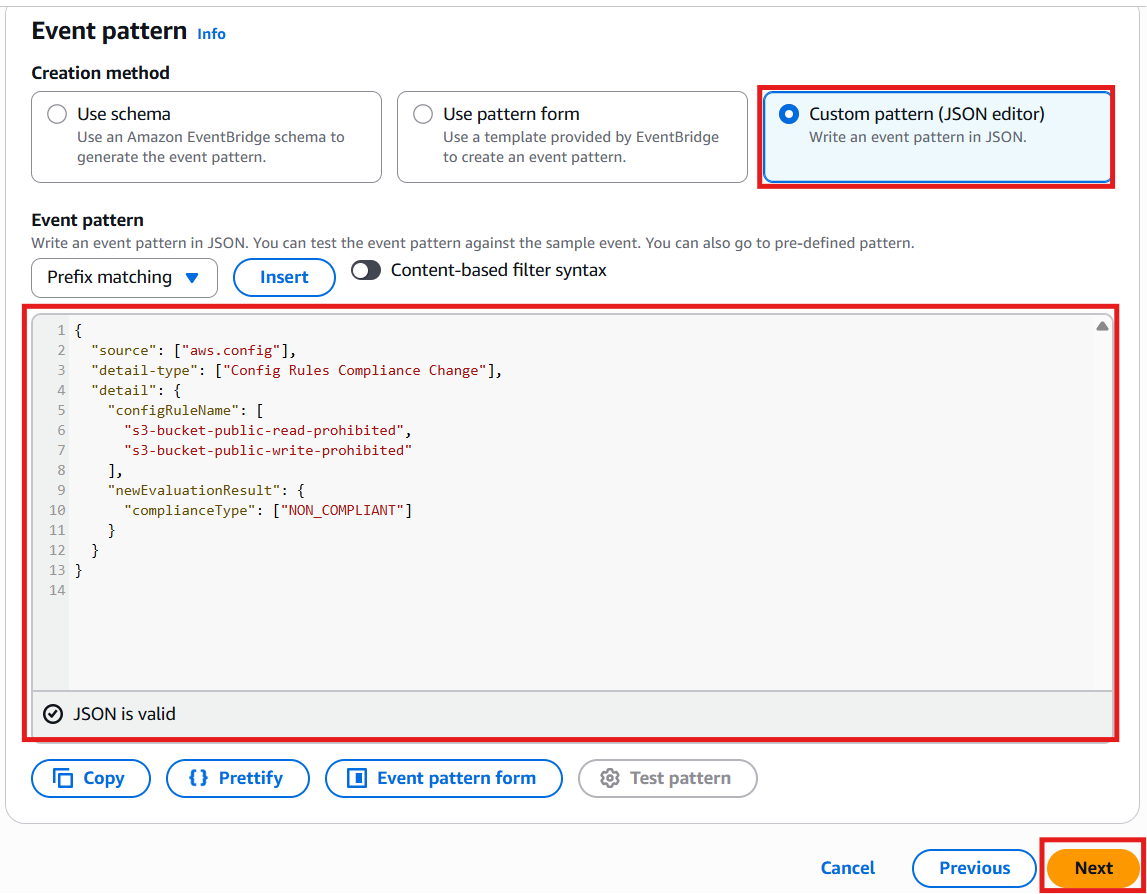 Event pattern Info
Creation method
Use schema
Use an Amazon EventBridge schema to
generate the event pattern.
Use pattern form
Use a template provided by EventBridge
to create an event pattern.
Custom pattern (JSON editor)
Write an event pattern in JSON.
Event pattern
Write an event pattern in JSON. You can test the event pattern against the sample event. You can also go to pre-defined pattern.
Prefix matching Insert Content-based filter syntax
1 {
2   "source": ["aws.config"],
3   "detail-type": ["Config Rules Compliance Change"],
4   "detail": {
5     "configRuleName": [
6       "s3-bucket-public-read-prohibited",
7       "s3-bucket-public-write-prohibited"
8     ],
9     "newEvaluationResult": {
10       "complianceType": ["NON_COMPLIANT"]
11     }
12   }
13 }
14
JSON is valid
Copy {} Prettify Event pattern form Test pattern
Cancel Previous Next